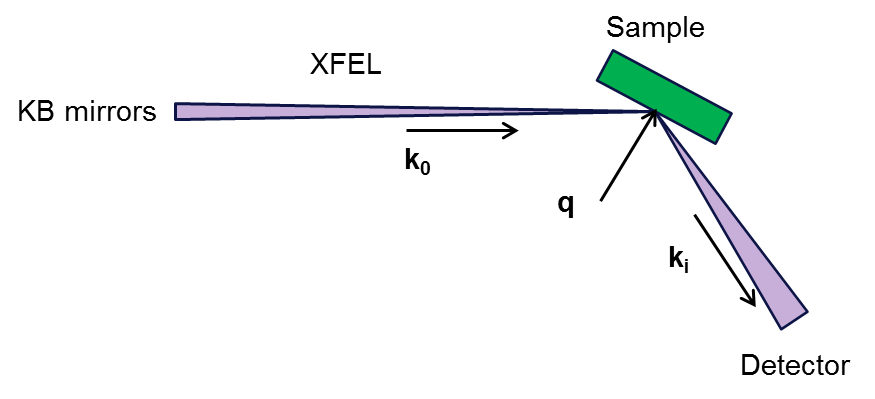 Sample
XFEL
KB mirrors
k0
q
ki
Detector